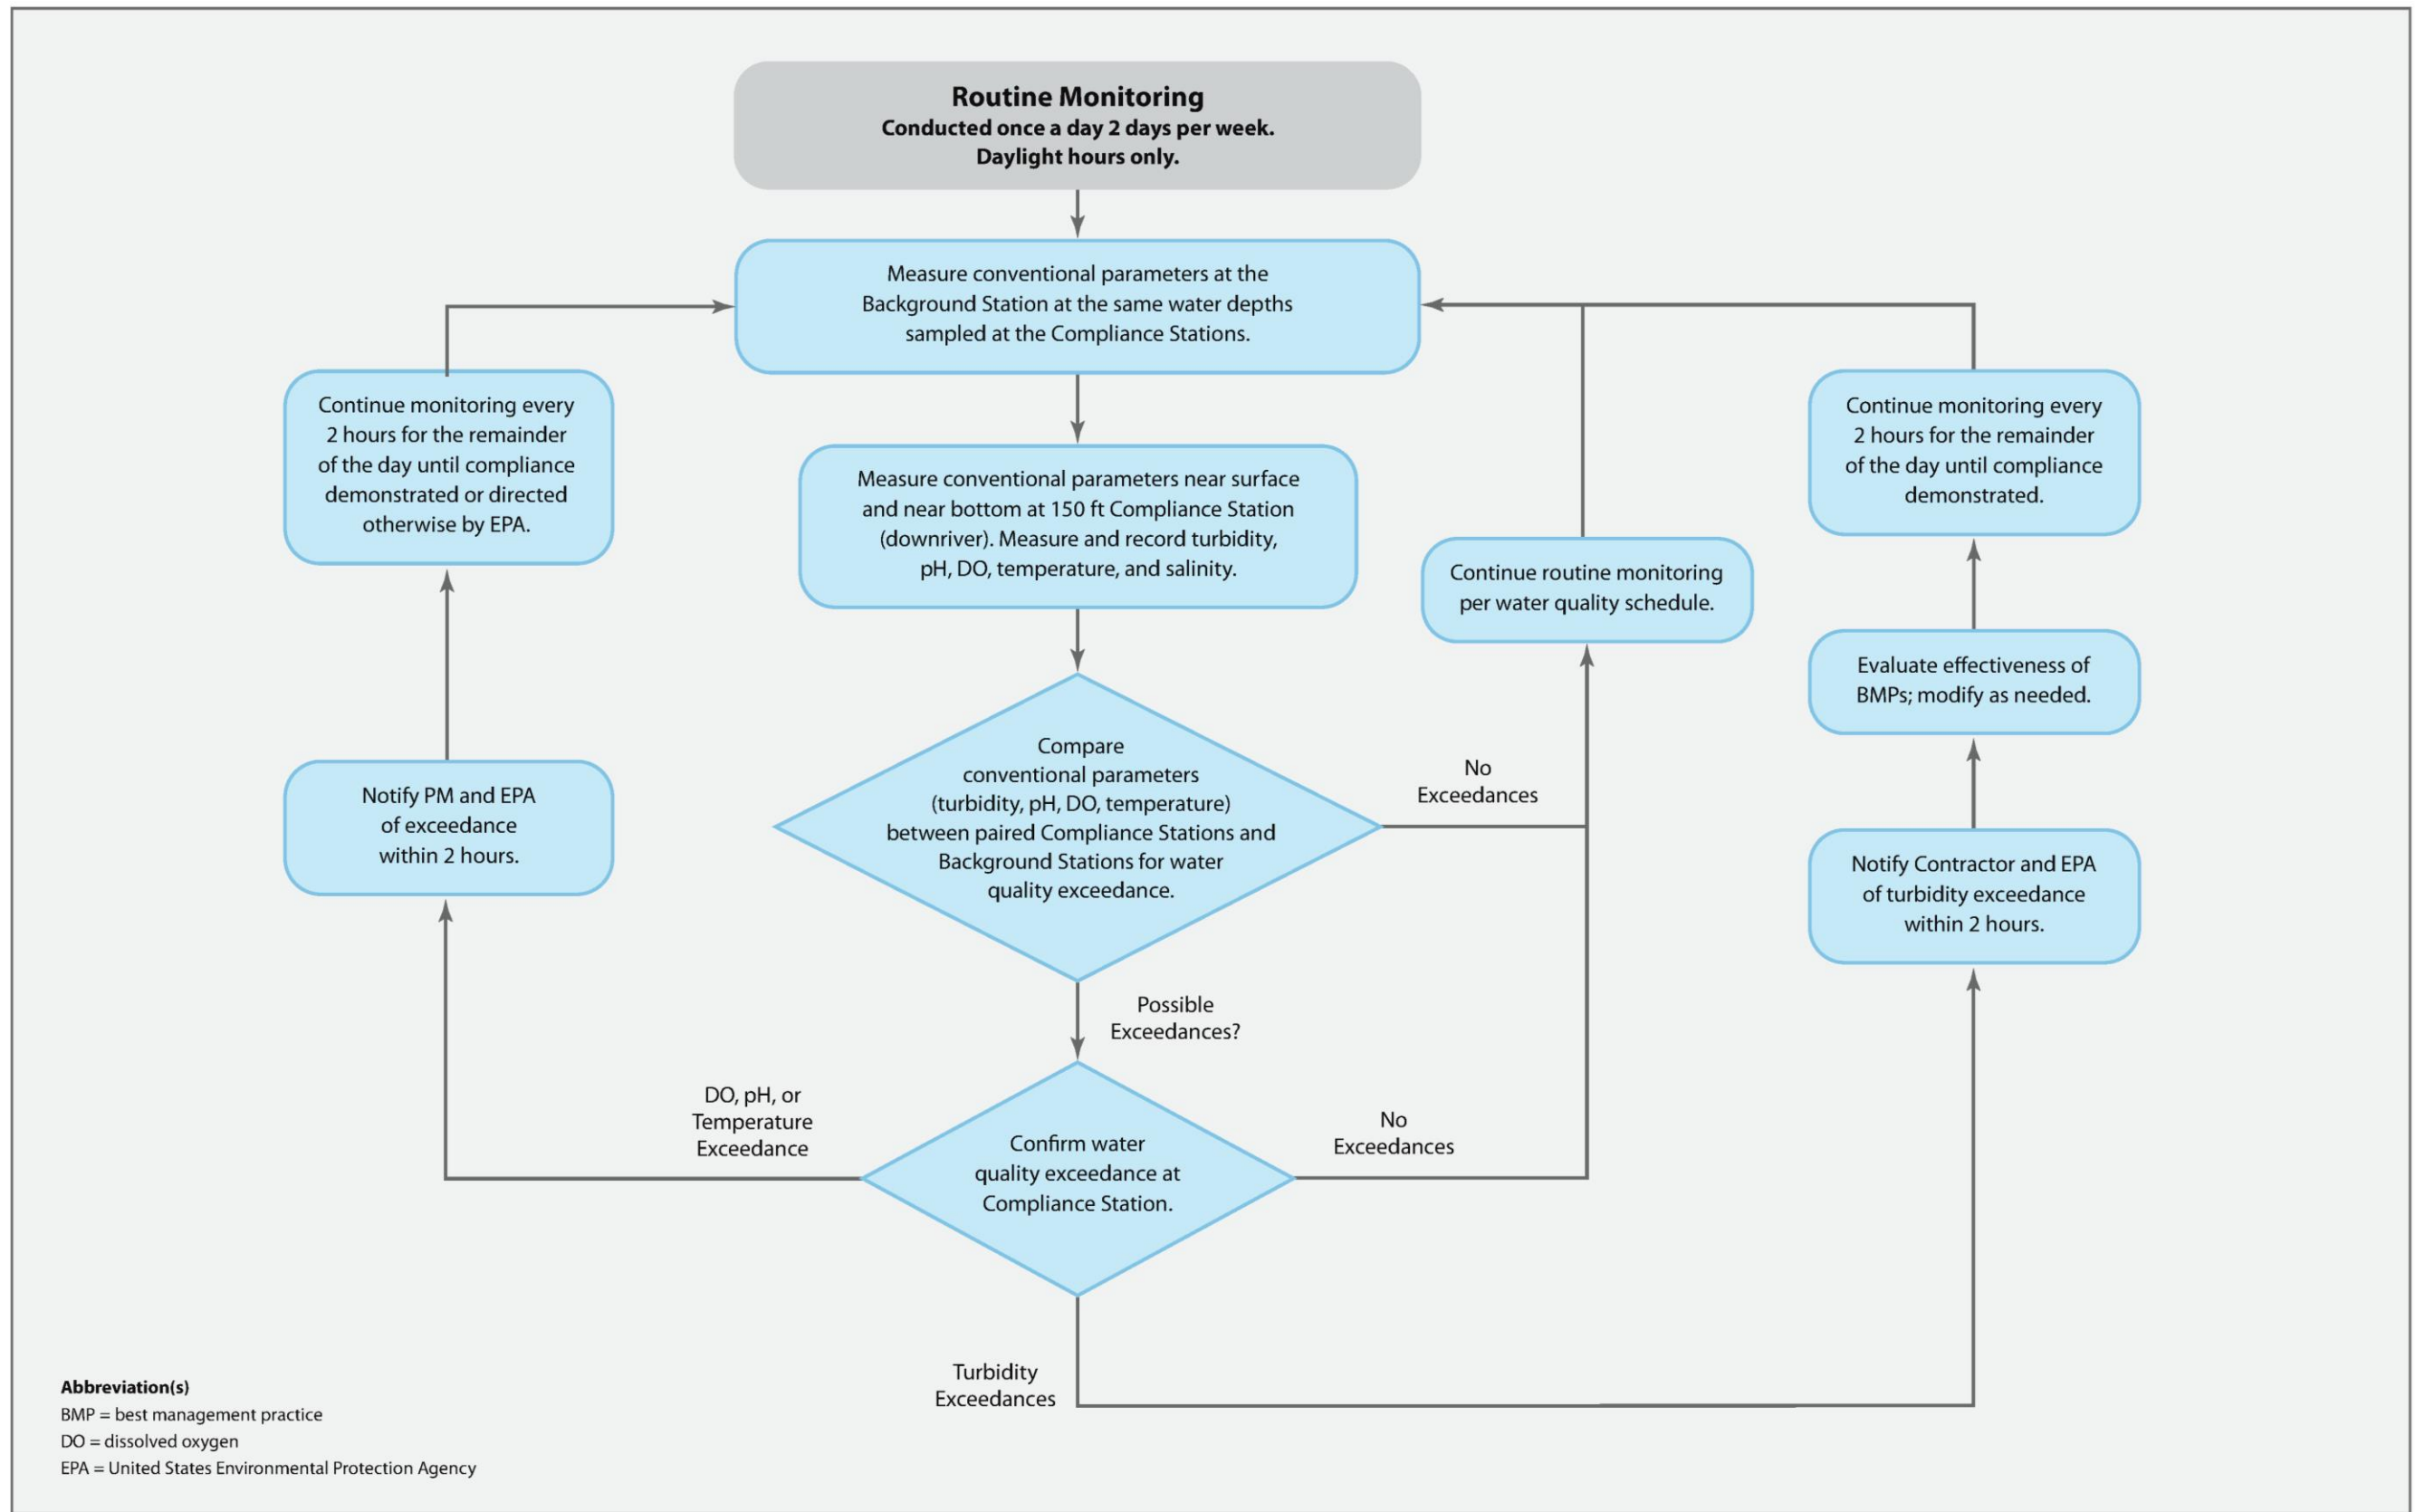 Routine Monitoring
Conducted once a day 2 days per week.
Daylight hours only.
Measure conventional parameters at the
Background Station at the same water depths
sampled at the Compliance Stations.
Continue monitoring every
2 hours for the remainder
of the day until compliance
demonstrated or directed
otherwise by EPA.
Measure conventional parameters near surface
and near bottom at 150 ft Compliance Station
(downriver). Measure and record turbidity,
pH, DO, temperature, and salinity.
Continue routine monitoring
per water quality schedule.
Continue monitoring every
2 hours for the remainder
of the day until compliance
demonstrated.
Evaluate effectiveness of
BMPs; modify as needed.
Notify PM and EPA
of exceedance
within 2 hours.
Compare
conventional parameters
(turbidity, pH, DO, temperature)
between paired Compliance Stations and
Background Stations for water
quality exceedance.
No
Exceedances
Notify Contractor and EPA
of turbidity exceedance
within 2 hours.
Possible
Exceedances?
DO, pH, or
Temperature
Exceedance
Confirm water
quality exceedance at
Compliance Station.
No
Exceedances
Turbidity
Exceedances
Abbreviation(s)
BMP = best management practice
DO = dissolved oxygen
EPA = United States Environmental Protection Agency